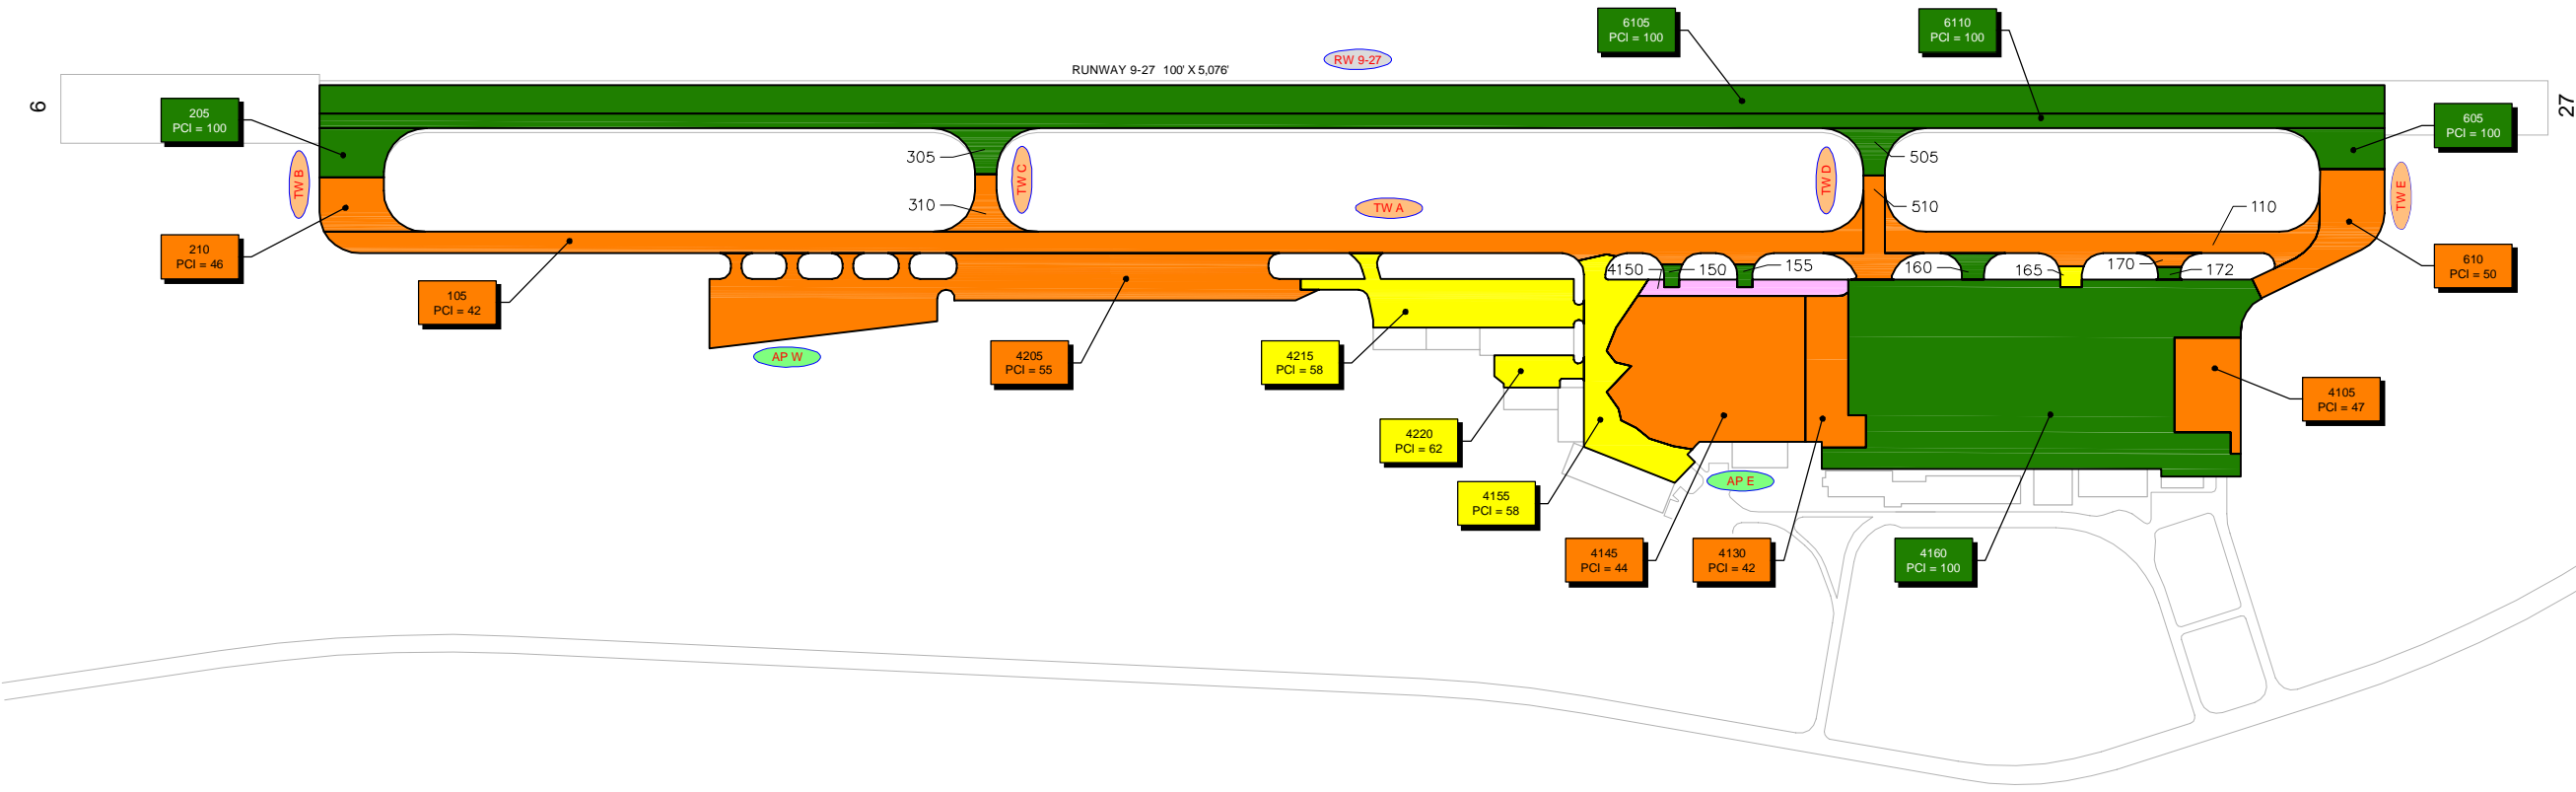 6105
PCI = 100
6110
PCI = 100
RW 9-27
RUNWAY 9-27 100' X 5,076'
9
27
205
PCI = 100
605
PCI = 100
305
505
TW B
TW C
TW D
TW E
310
TW A
510
110
210
PCI = 46
610
PCI = 50
4150
150
155
160
165
170
172
105
PCI = 42
AP W
4205
PCI = 55
4215
PCI = 58
4105
PCI = 47
4220
PCI = 62
AP E
4155
PCI = 58
4145
PCI = 44
4130
PCI = 42
4160
PCI = 100